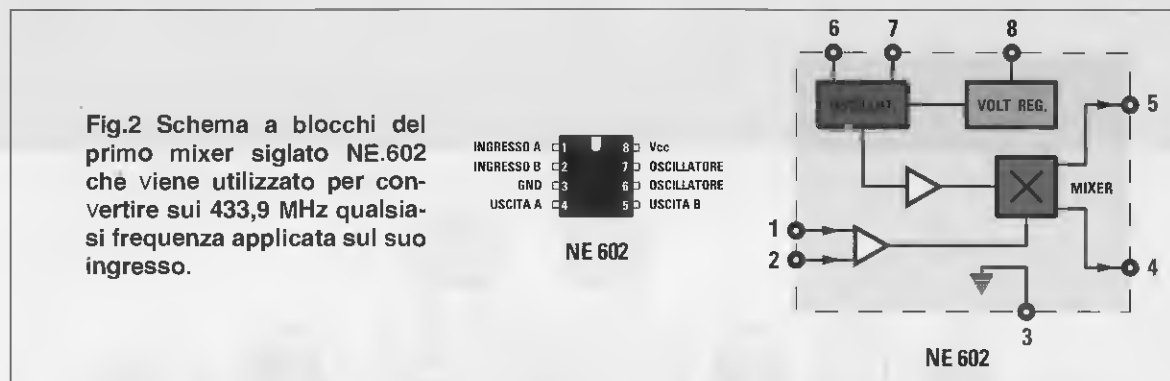 Fig.2 Schema a blocchi del
primo mixer siglato NE.602
che viene utilizzato per con-
vertire sui 433,9 MHz qualsia-
si frequenza applicata sul suo
ingresso.
INGRESSO A 1
INGRESSO B 2
GND 3
USCITA A 4
8 Vcc
7 OSCILLATORE
6 OSCILLATORE
5 USCITA B
NE 602
6 7 8
VOLT REG.
5
MIXER
1
2
4
3
NE 602